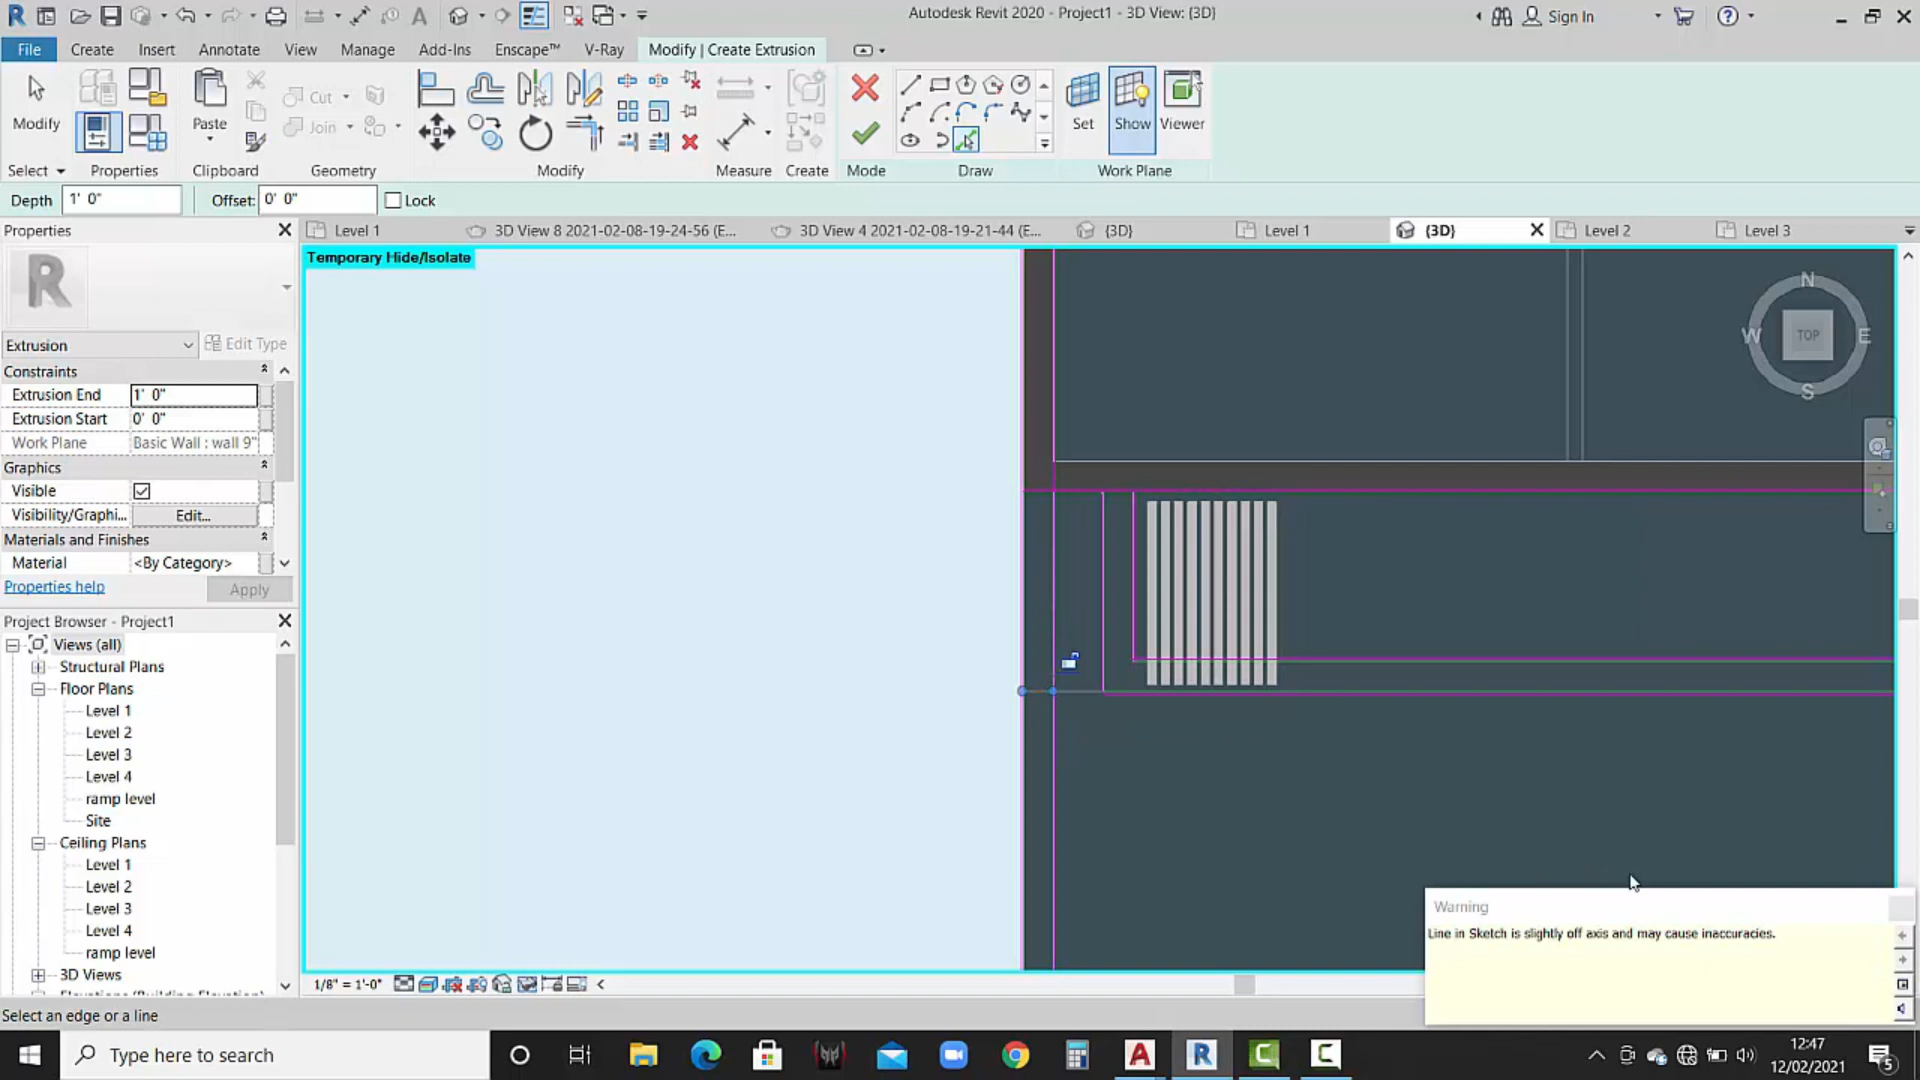 Autodesk Revit 2020 - Project1 - 3D View: {3D}
Sign In
File
Create
Insert
Annotate
View
Manage
Add-Ins
Enscape™
V-Ray
Modify | Create Extrusion
Modify
Paste
Cut
Join
Set
Show
Viewer
Select
Properties
Clipboard
Geometry
Modify
Measure
Create
Mode
Draw
Work Plane
Depth
1' 0"
Offset:
0' 0"
Lock
Properties
Level 1
3D View 8 2021-02-08-19-24-56 (E...
3D View 4 2021-02-08-19-21-44 (E...
{3D}
Level 1
{3D}
Level 2
Level 3
Temporary Hide/Isolate
R
Extrusion
Edit Type
Constraints
Extrusion End
1' 0"
Extrusion Start
0' 0"
Work Plane
Basic Wall : wall 9"
Graphics
Visible
Visibility/Graphi...
Edit...
Materials and Finishes
Material
<By Category>
Properties help
Apply
Project Browser - Project1
Views (all)
Structural Plans
Floor Plans
Level 1
Level 2
Level 3
Level 4
ramp level
Site
Ceiling Plans
Level 1
Level 2
Level 3
Level 4
ramp level
3D Views
N
W
TOP
E
S
Warning
Line in Sketch is slightly off axis and may cause inaccuracies.
1/8" = 1'-0"
Select an edge or a line
Type here to search
12:47
12/02/2021
5